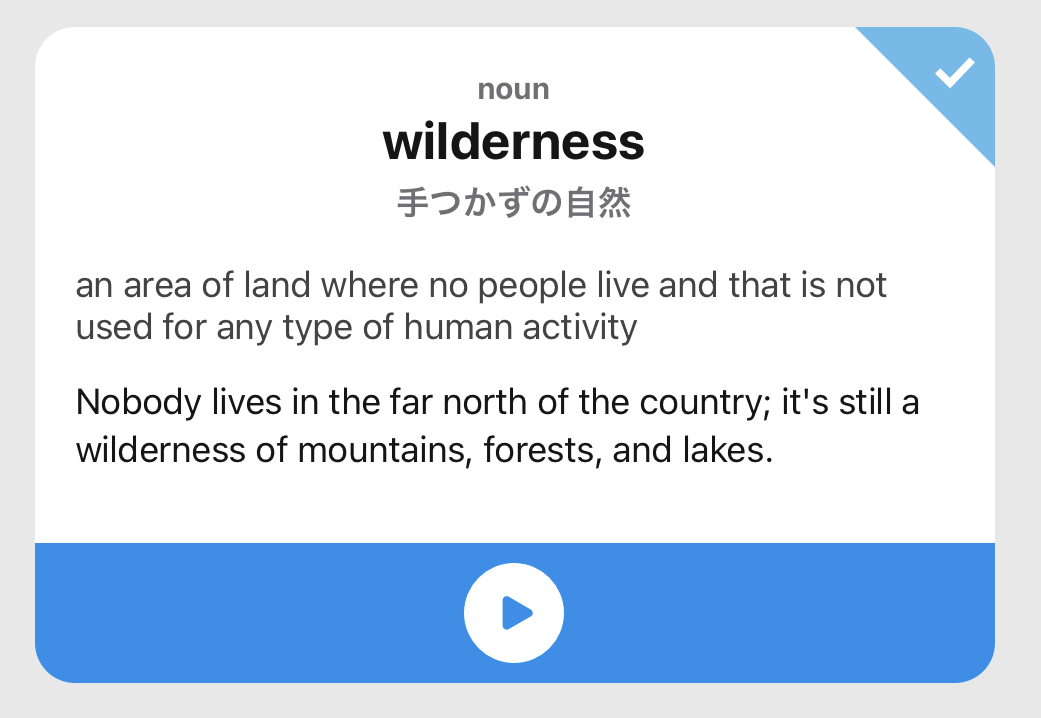 noun
wilderness
手つかずの自然
an area of land where no people live and that is not
used for any type of human activity
Nobody lives in the far north of the country; it's still a
wilderness of mountains, forests, and lakes.